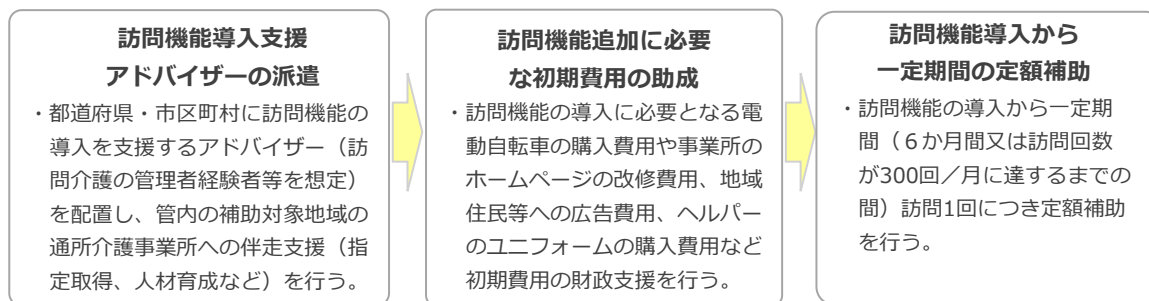 訪問機能導入支援
アドバイザーの派遣
・都道府県・市区町村に訪問機能の
導入を支援するアドバイザー（訪
問介護の管理者経験者等を想定）
を配置し、管内の補助対象地域の
通所介護事業所への伴走支援（指
定取得、人材育成など）を行う。
訪問機能追加に必要
な初期費用の助成
・訪問機能の導入に必要となる電
動自転車の購入費用や事業所の
ホームページの改修費用、地域
住民等への広告費用、ヘルパー
のユニフォームの購入費用など
初期費用の財政支援を行う。
訪問機能導入から
一定期間の定額補助
・訪問機能の導入から一定期
間（６か月間又は訪問回数
が300回／月に達するまでの
間）訪問1回につき定額補助
を行う。